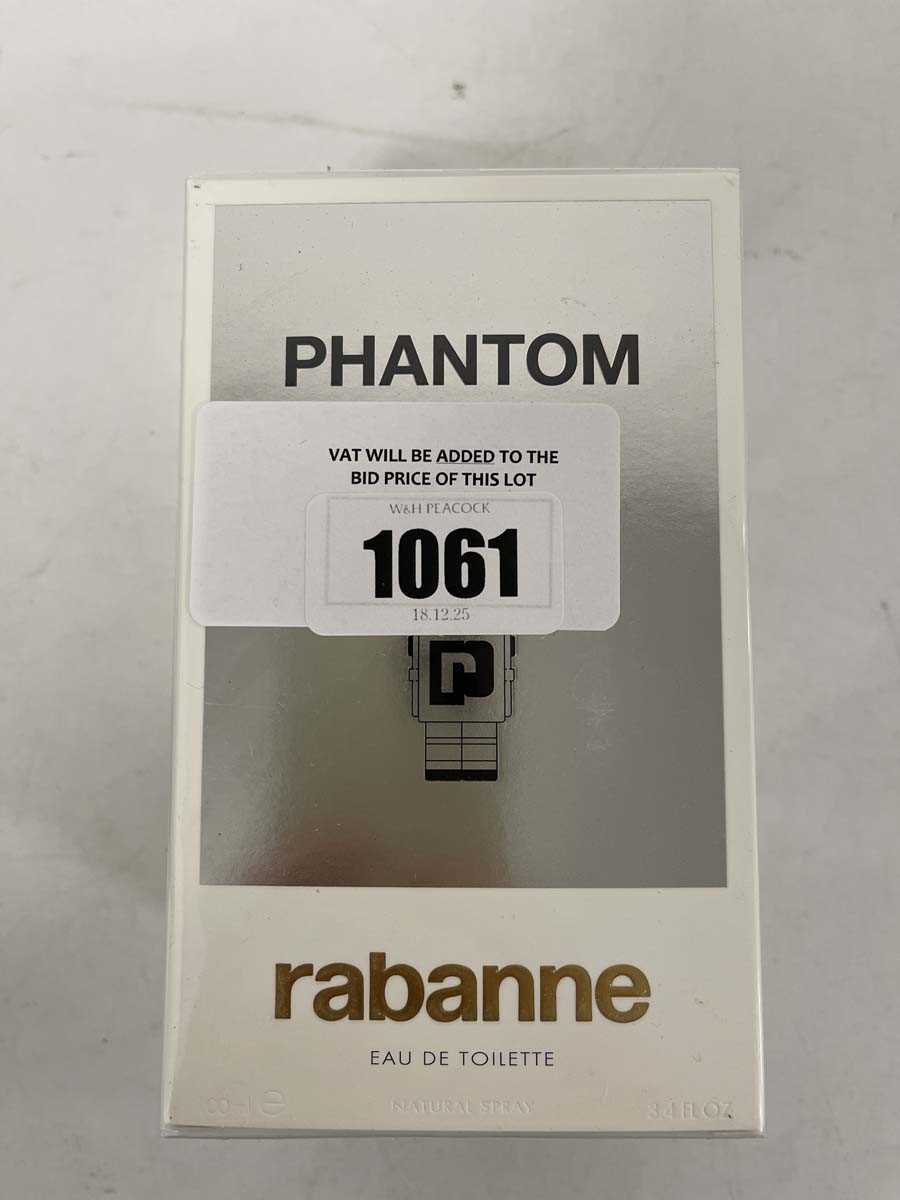 PHANTOM
VAT WILL BE ADDED TO THE
BID PRICE OF THIS LOT
W&H PEACOCK
1061
18.12.25
rabanne
EAU DE TOILETTE
NATURAL SPRAY
3.4 FL OZ